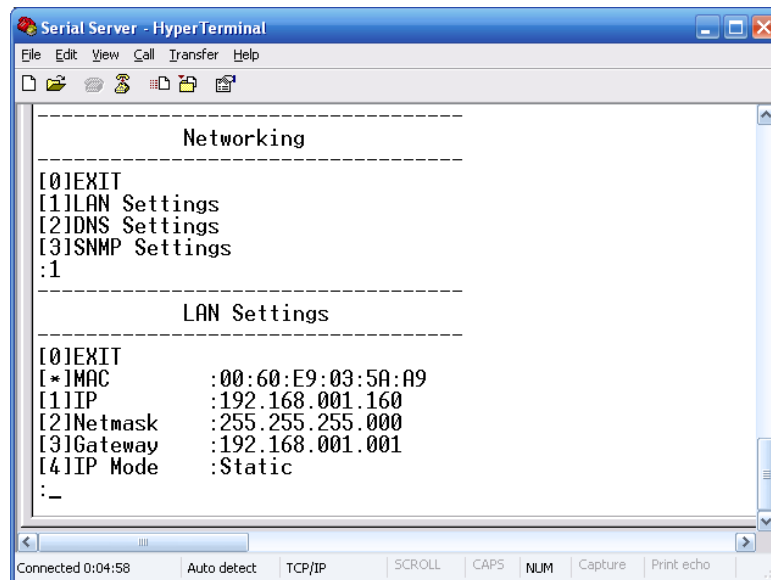 Serial Server - HyperTerminal
File Edit View Call Transfer Help
-----------------------------------
Networking
-----------------------------------
[0]EXIT
[1]LAN Settings
[2]DNS Settings
[3]SNMP Settings
:1
-----------------------------------
LAN Settings
-----------------------------------
[0]EXIT
[*]MAC :00:60:E9:03:5A:A9
[1]IP :192.168.001.160
[2]Netmask :255.255.255.000
[3]Gateway :192.168.001.001
[4]IP Mode :Static
:_
Connected 0:04:58 Auto detect TCP/IP SCROLL CAPS NUM Capture Print echo